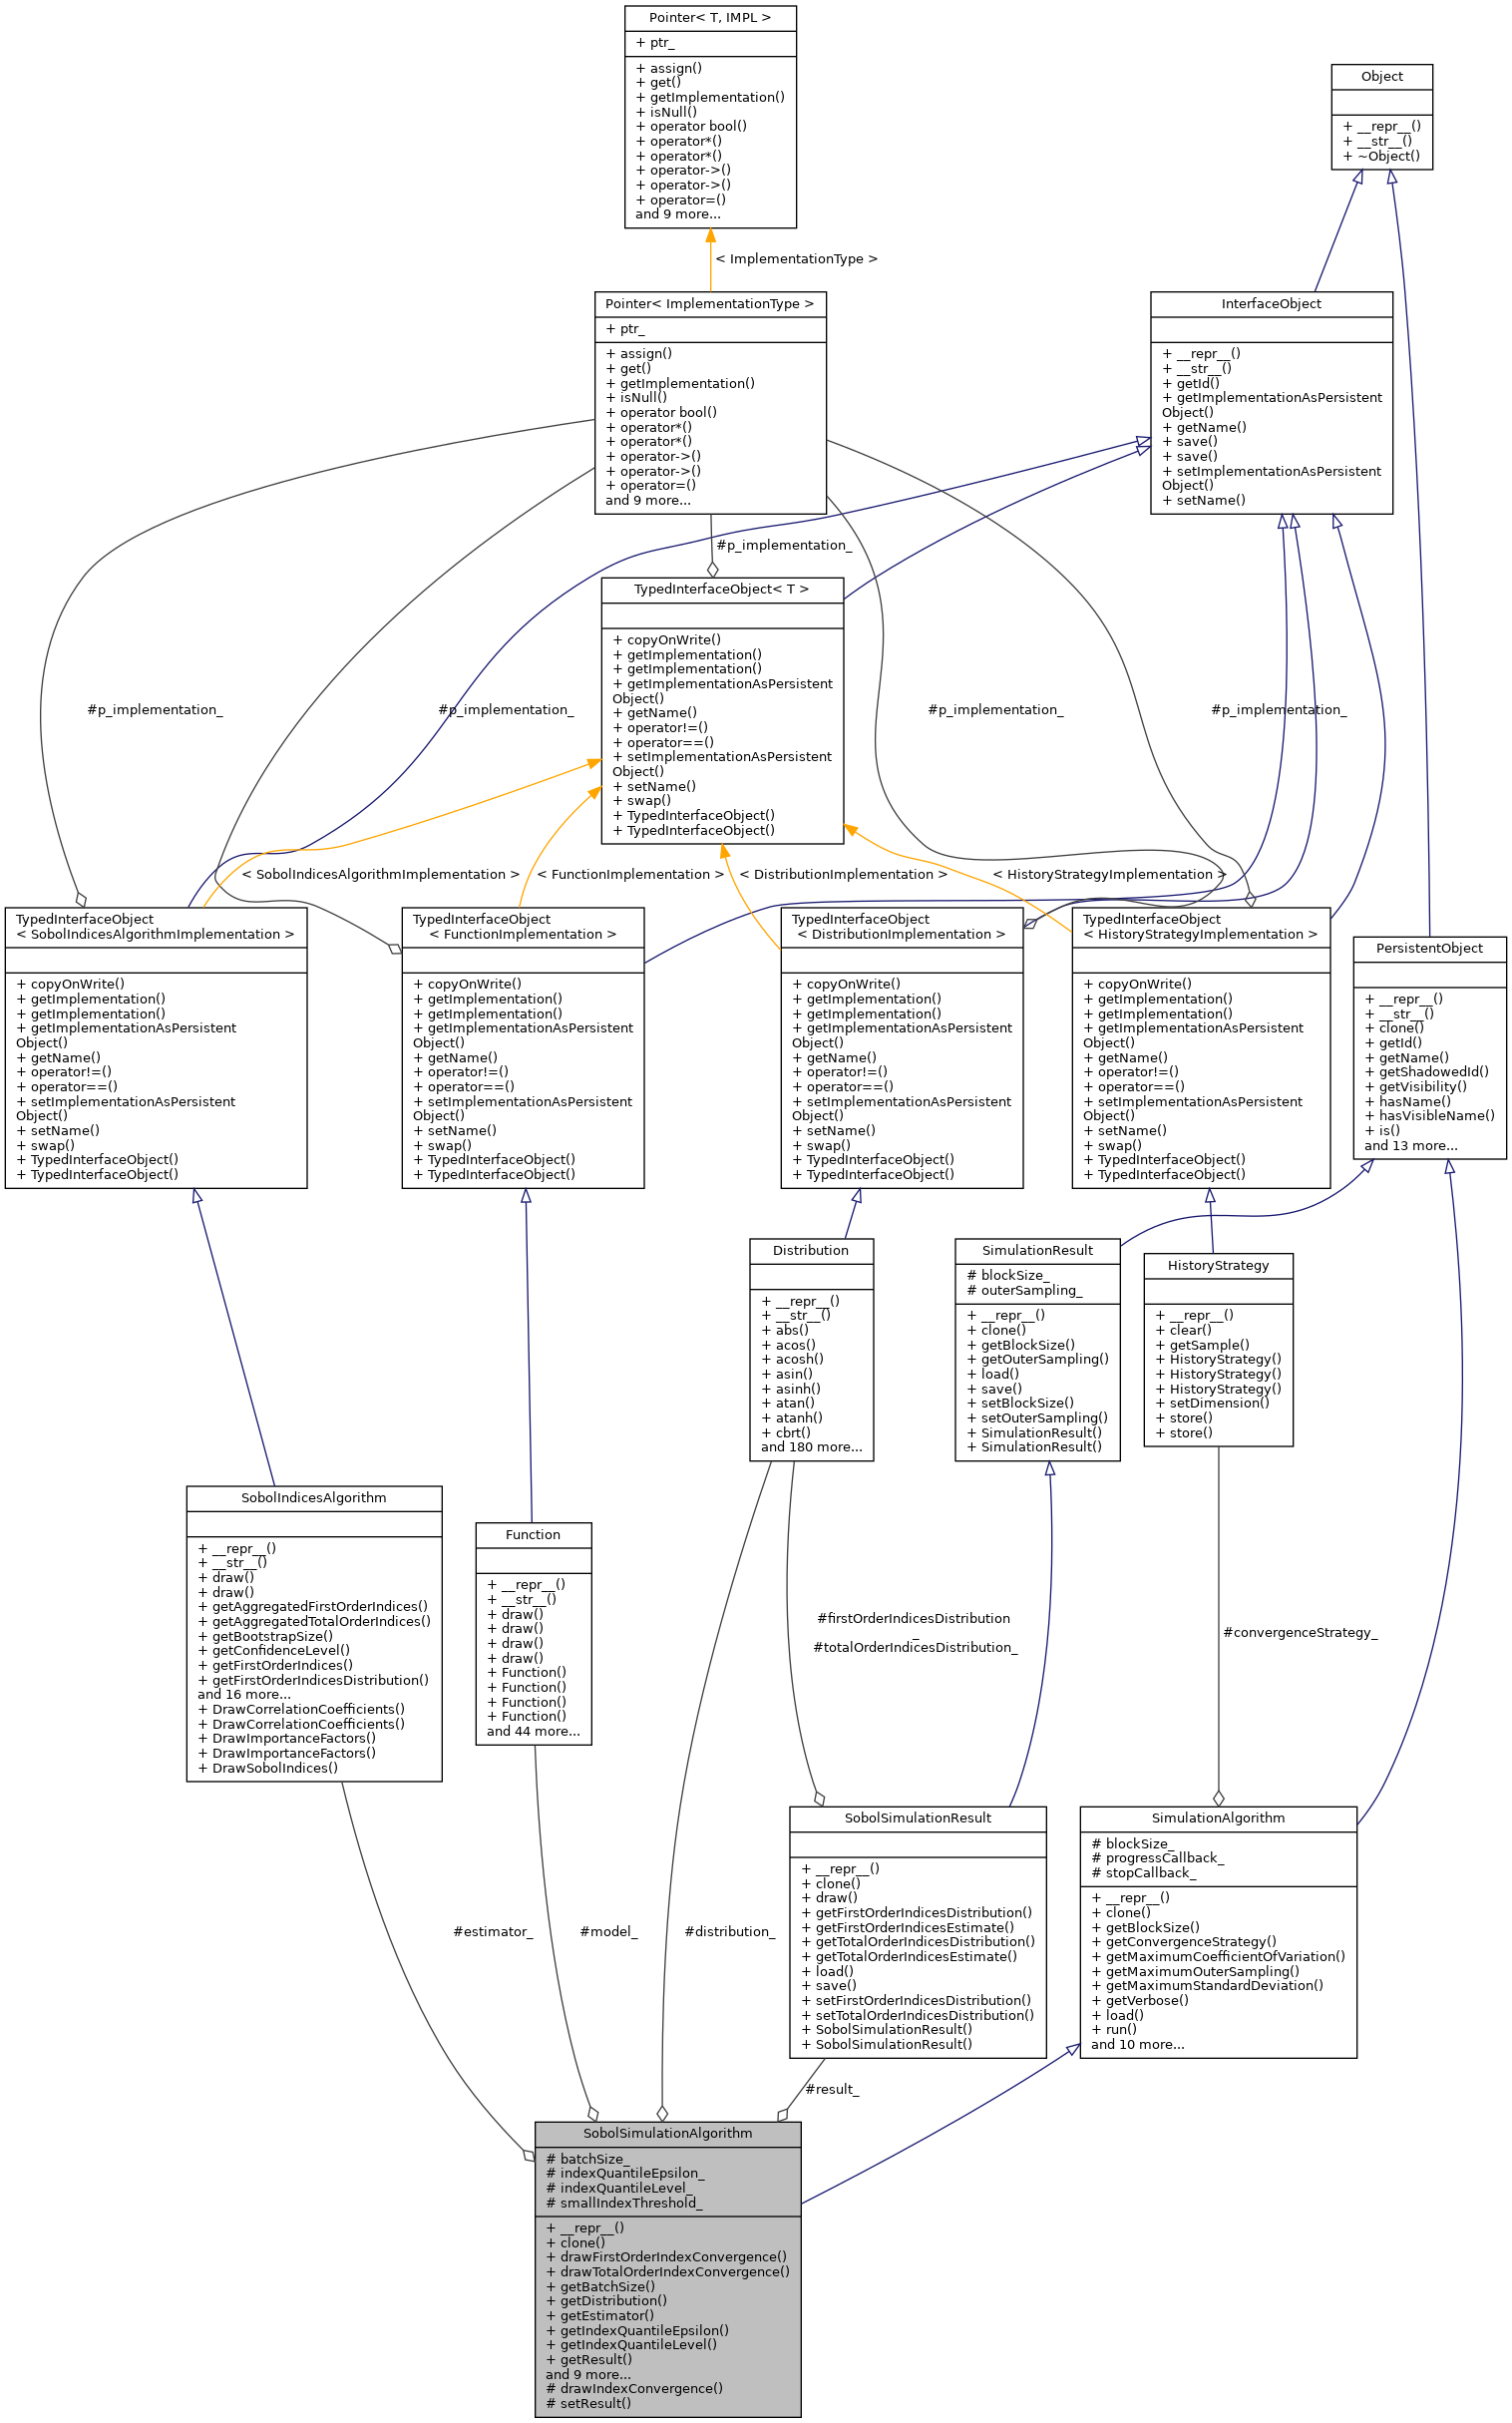 Pointer< T, IMPL >
+ ptr_
+ assign()
+ get()
+ getImplementation()
+ isNull()
+ operator bool()
+ operator*()
+ operator*()
+ operator->()
+ operator->()
+ operator=()
and 9 more...
Object
+ __repr__()
+ __str__()
+ ~Object()
< ImplementationType >
Pointer< ImplementationType >
+ ptr_
+ assign()
+ get()
+ getImplementation()
+ isNull()
+ operator bool()
+ operator*()
+ operator*()
+ operator->()
+ operator->()
+ operator=()
and 9 more...
InterfaceObject
+ __repr__()
+ __str__()
+ getId()
+ getImplementationAsPersistent
Object()
+ getName()
+ save()
+ save()
+ setImplementationAsPersistent
Object()
+ setName()
#p_implementation_
TypedInterfaceObject< T >
+ copyOnWrite()
+ getImplementation()
+ getImplementation()
+ getImplementationAsPersistent
Object()
+ getName()
+ operator!=()
+ operator==()
+ setImplementationAsPersistent
Object()
+ setName()
+ swap()
+ TypedInterfaceObject()
+ TypedInterfaceObject()
#p_implementation_
#p_implementation_
#p_implementation_
#p_implementation_
< SobolIndicesAlgorithmImplementation >
< FunctionImplementation >
< DistributionImplementation >
< HistoryStrategyImplementation >
TypedInterfaceObject
< SobolIndicesAlgorithmImplementation >
+ copyOnWrite()
+ getImplementation()
+ getImplementation()
+ getImplementationAsPersistent
Object()
+ getName()
+ operator!=()
+ operator==()
+ setImplementationAsPersistent
Object()
+ setName()
+ swap()
+ TypedInterfaceObject()
+ TypedInterfaceObject()
TypedInterfaceObject
< FunctionImplementation >
+ copyOnWrite()
+ getImplementation()
+ getImplementation()
+ getImplementationAsPersistent
Object()
+ getName()
+ operator!=()
+ operator==()
+ setImplementationAsPersistent
Object()
+ setName()
+ swap()
+ TypedInterfaceObject()
+ TypedInterfaceObject()
TypedInterfaceObject
< DistributionImplementation >
+ copyOnWrite()
+ getImplementation()
+ getImplementation()
+ getImplementationAsPersistent
Object()
+ getName()
+ operator!=()
+ operator==()
+ setImplementationAsPersistent
Object()
+ setName()
+ swap()
+ TypedInterfaceObject()
+ TypedInterfaceObject()
TypedInterfaceObject
< HistoryStrategyImplementation >
+ copyOnWrite()
+ getImplementation()
+ getImplementation()
+ getImplementationAsPersistent
Object()
+ getName()
+ operator!=()
+ operator==()
+ setImplementationAsPersistent
Object()
+ setName()
+ swap()
+ TypedInterfaceObject()
+ TypedInterfaceObject()
PersistentObject
+ __repr__()
+ __str__()
+ clone()
+ getId()
+ getName()
+ getShadowedId()
+ getVisibility()
+ hasName()
+ hasVisibleName()
+ is()
and 13 more...
Distribution
+ __repr__()
+ __str__()
+ abs()
+ acos()
+ acosh()
+ asin()
+ asinh()
+ atan()
+ atanh()
+ cbrt()
and 180 more...
SimulationResult
# blockSize_
# outerSampling_
+ __repr__()
+ clone()
+ getBlockSize()
+ getOuterSampling()
+ load()
+ save()
+ setBlockSize()
+ setOuterSampling()
+ SimulationResult()
+ SimulationResult()
HistoryStrategy
+ __repr__()
+ clear()
+ getSample()
+ HistoryStrategy()
+ HistoryStrategy()
+ HistoryStrategy()
+ setDimension()
+ store()
+ store()
SobolIndicesAlgorithm
+ __repr__()
+ __str__()
+ draw()
+ draw()
+ getAggregatedFirstOrderIndices()
+ getAggregatedTotalOrderIndices()
+ getBootstrapSize()
+ getConfidenceLevel()
+ getFirstOrderIndices()
+ getFirstOrderIndicesDistribution()
and 16 more...
+ DrawCorrelationCoefficients()
+ DrawCorrelationCoefficients()
+ DrawImportanceFactors()
+ DrawImportanceFactors()
+ DrawSobolIndices()
Function
+ __repr__()
+ __str__()
+ draw()
+ draw()
+ draw()
+ draw()
+ Function()
+ Function()
+ Function()
+ Function()
and 44 more...
#firstOrderIndicesDistribution
_
#totalOrderIndicesDistribution_
#convergenceStrategy_
SobolSimulationResult
+ __repr__()
+ clone()
+ draw()
+ getFirstOrderIndicesDistribution()
+ getFirstOrderIndicesEstimate()
+ getTotalOrderIndicesDistribution()
+ getTotalOrderIndicesEstimate()
+ load()
+ save()
+ setFirstOrderIndicesDistribution()
+ setTotalOrderIndicesDistribution()
+ SobolSimulationResult()
+ SobolSimulationResult()
SimulationAlgorithm
# blockSize_
# progressCallback_
# stopCallback_
+ __repr__()
+ clone()
+ getBlockSize()
+ getConvergenceStrategy()
+ getMaximumCoefficientOfVariation()
+ getMaximumOuterSampling()
+ getMaximumStandardDeviation()
+ getVerbose()
+ load()
+ run()
and 10 more...
#estimator_
#model_
#distribution_
#result_
SobolSimulationAlgorithm
# batchSize_
# indexQuantileEpsilon_
# indexQuantileLevel_
# smallIndexThreshold_
+ __repr__()
+ clone()
+ drawFirstOrderIndexConvergence()
+ drawTotalOrderIndexConvergence()
+ getBatchSize()
+ getDistribution()
+ getEstimator()
+ getIndexQuantileEpsilon()
+ getIndexQuantileLevel()
+ getResult()
and 9 more...
# drawIndexConvergence()
# setResult()